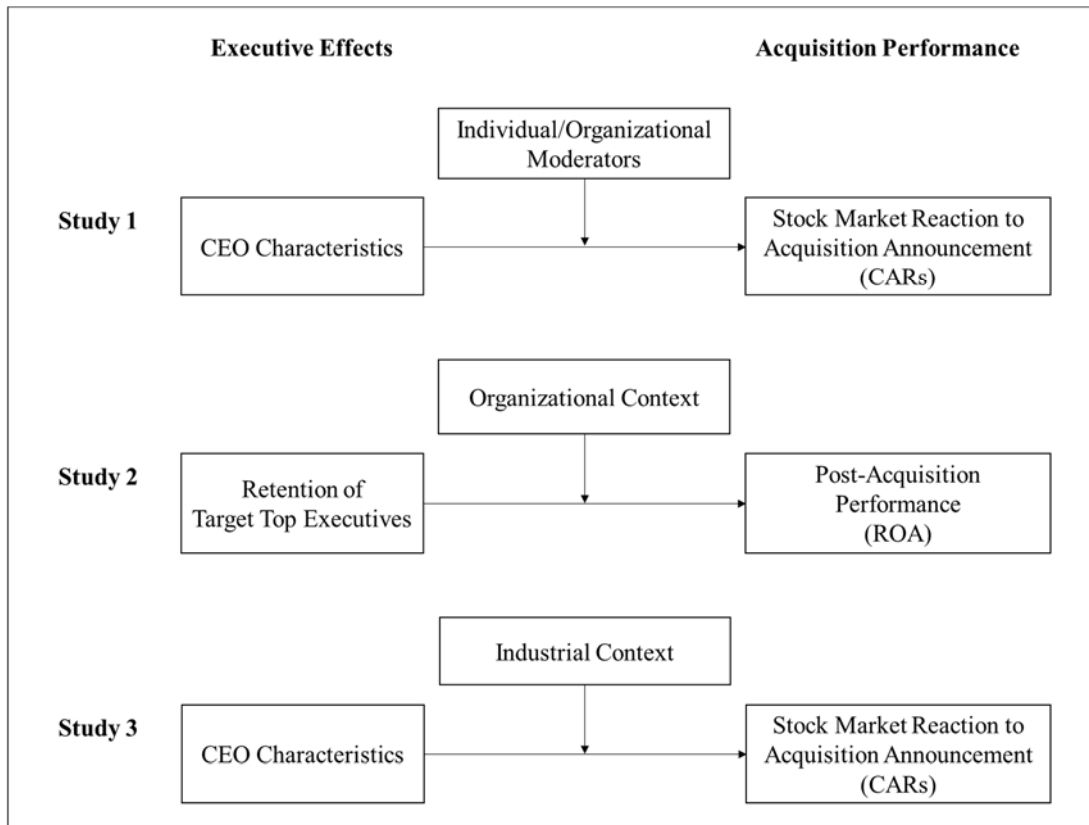 Executive Effects
Acquisition Performance
Individual/Organizational
Moderators
Study 1
CEO Characteristics
Stock Market Reaction to
Acquisition Announcement
(CARs)
Organizational Context
Study 2
Retention of
Target Top Executives
Post-Acquisition
Performance
(ROA)
Industrial Context
Study 3
CEO Characteristics
Stock Market Reaction to
Acquisition Announcement
(CARs)